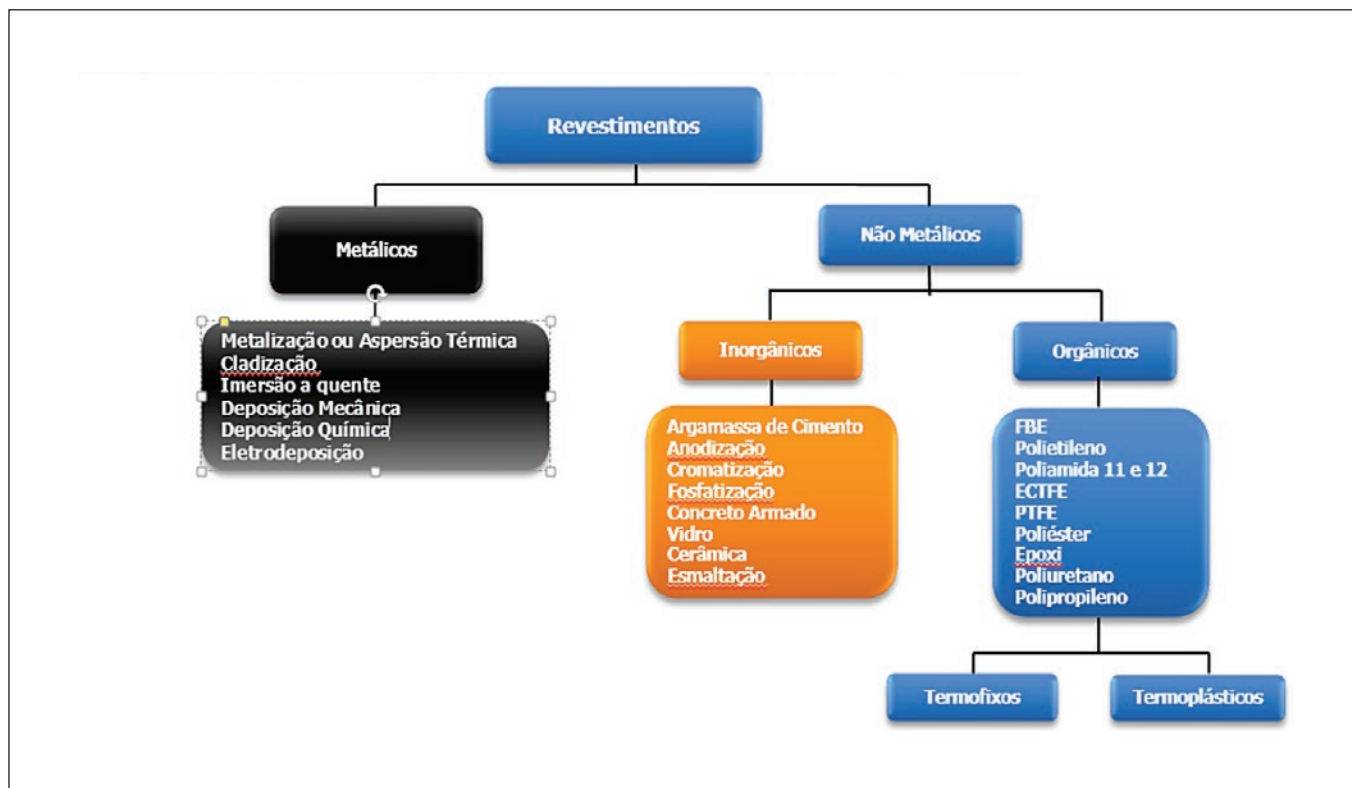 Revestimentos
Metálicos
Não Metálicos
Metalização ou Aspersão Térmica
Cladização
Imersão a quente
Deposição Mecânica
Deposição Química
Eletrodeposição
Inorgânicos
Orgânicos
Argamassa de Cimento
Anodização
Cromatização
Fosfatização
Concreto Armado
Vidro
Cerâmica
Esmaltação
FBE
Polietileno
Poliamida 11 e 12
ECTFE
PTFE
Poliéster
Epoxi
Poliuretano
Polipropileno
Termofixos
Termoplásticos